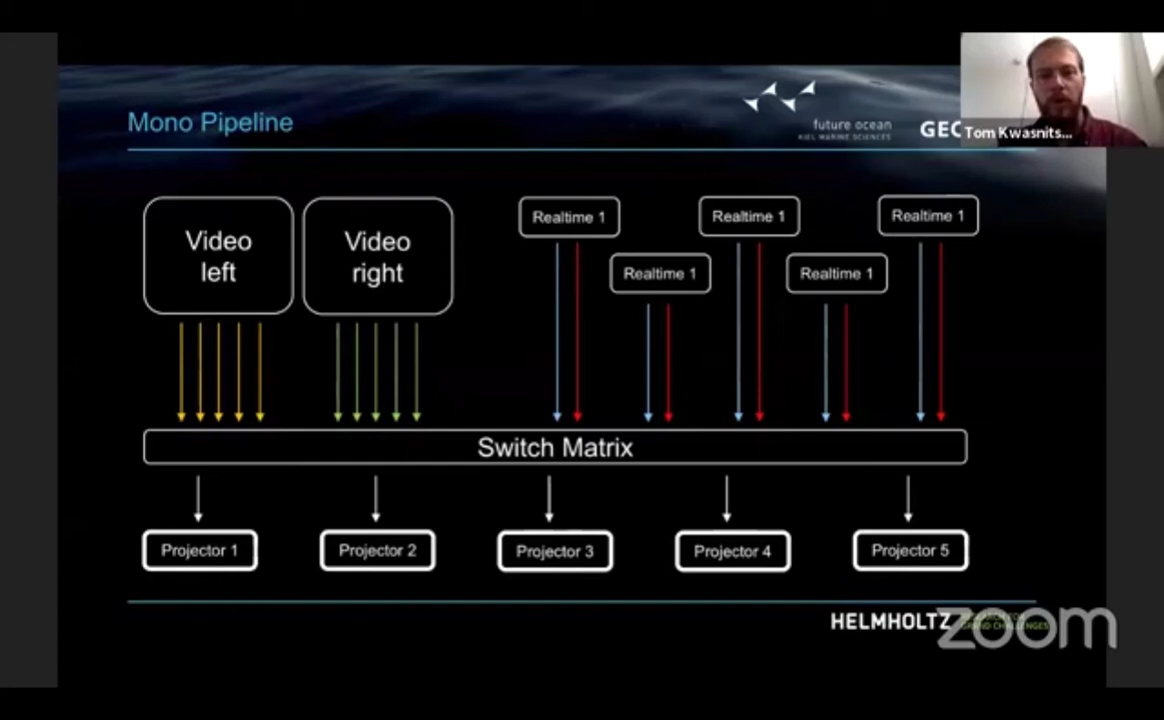 Mono Pipeline
future ocean
KIEL MARINE SCIENCES
GEO
Tom Kwasnits...
Video
left
Video
right
Realtime 1
Realtime 1
Realtime 1
Realtime 1
Realtime 1
Switch Matrix
Projector 1
Projector 2
Projector 3
Projector 4
Projector 5
HELMHOLTZ
zoom